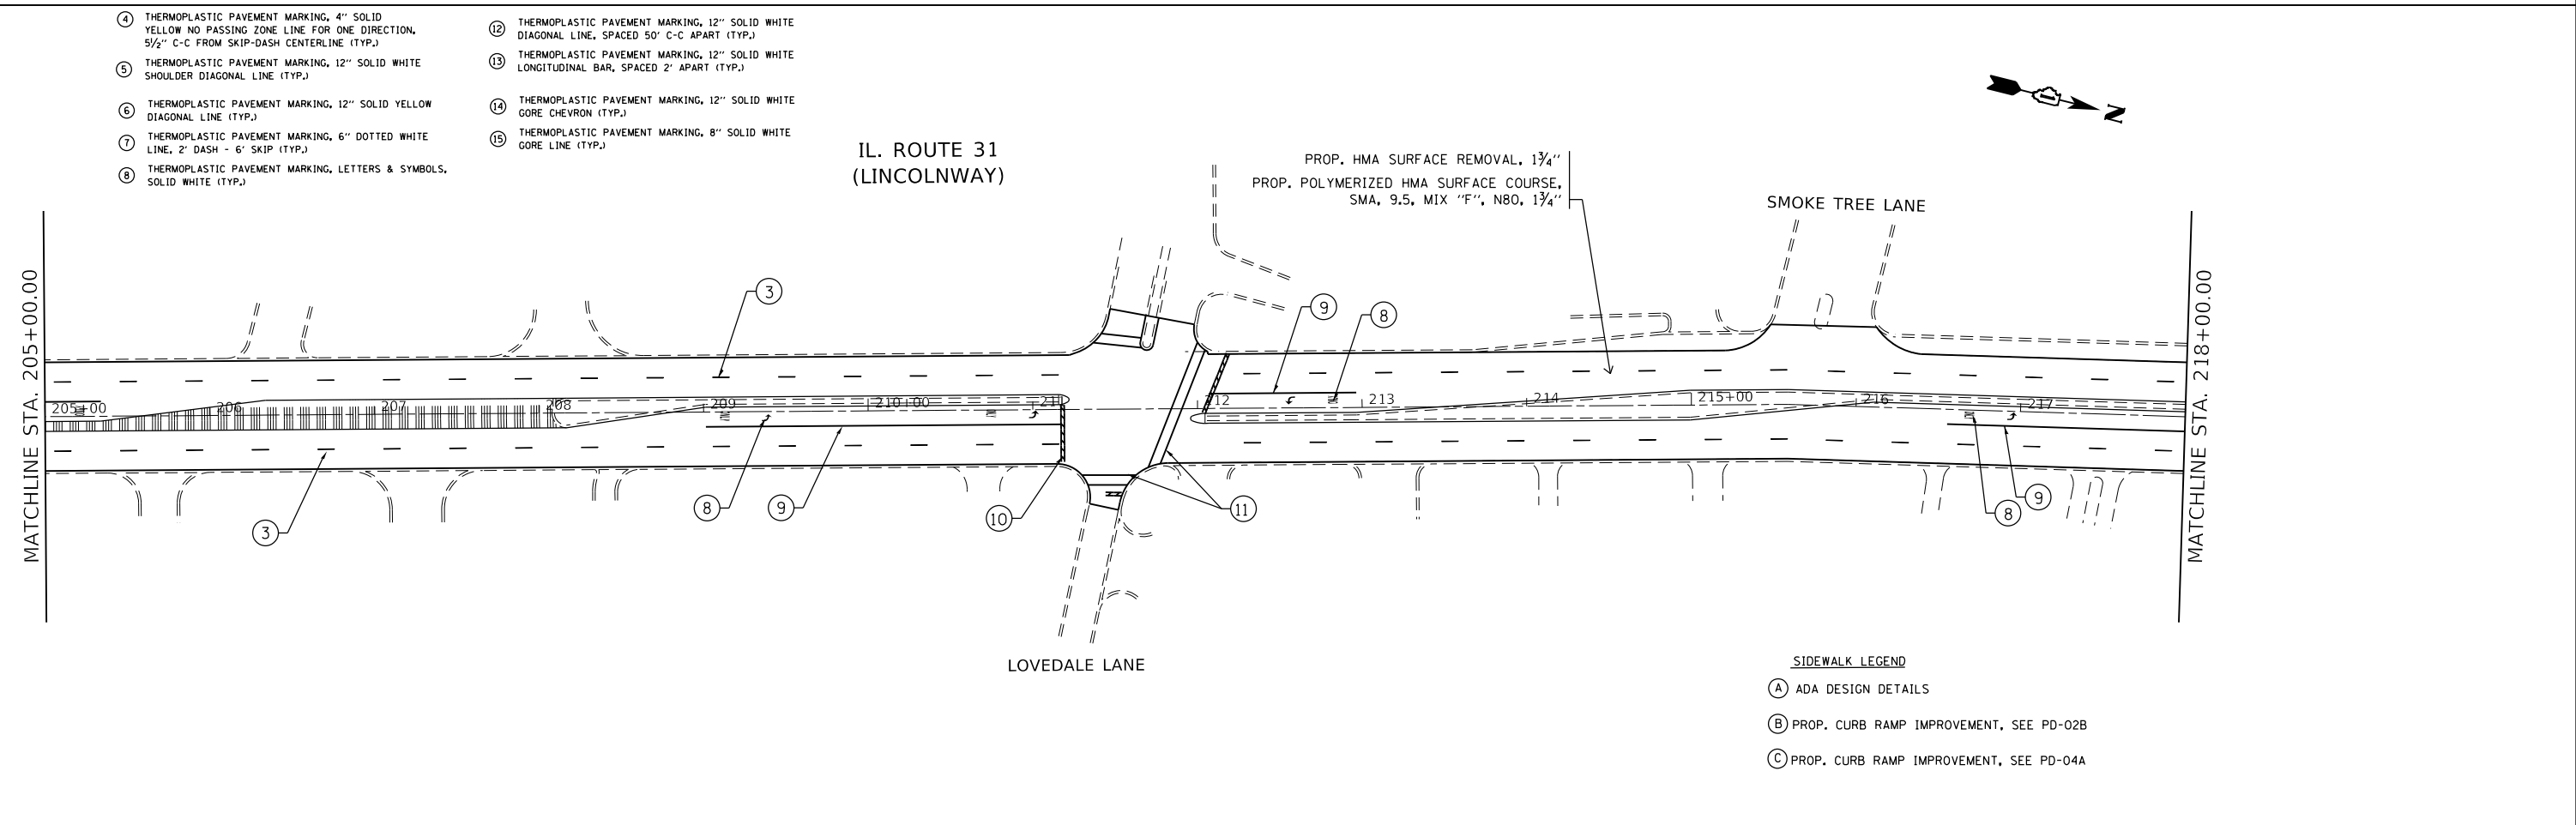 4 THERMOPLASTIC PAVEMENT MARKING, 4" SOLID
YELLOW NO PASSING ZONE LINE FOR ONE DIRECTION,
5½" C-C FROM SKIP-DASH CENTERLINE (TYP.)
5 THERMOPLASTIC PAVEMENT MARKING, 12" SOLID WHITE
SHOULDER DIAGONAL LINE (TYP.)
6 THERMOPLASTIC PAVEMENT MARKING, 12" SOLID YELLOW
DIAGONAL LINE (TYP.)
7 THERMOPLASTIC PAVEMENT MARKING, 6" DOTTED WHITE
LINE, 2' DASH - 6' SKIP (TYP.)
8 THERMOPLASTIC PAVEMENT MARKING, LETTERS & SYMBOLS,
SOLID WHITE (TYP.)
12 THERMOPLASTIC PAVEMENT MARKING, 12" SOLID WHITE
DIAGONAL LINE, SPACED 50' C-C APART (TYP.)
13 THERMOPLASTIC PAVEMENT MARKING, 12" SOLID WHITE
LONGITUDINAL BAR, SPACED 2' APART (TYP.)
14 THERMOPLASTIC PAVEMENT MARKING, 12" SOLID WHITE
GORE CHEVRON (TYP.)
15 THERMOPLASTIC PAVEMENT MARKING, 8" SOLID WHITE
GORE LINE (TYP.)
N
IL. ROUTE 31
(LINCOLNWAY)
PROP. HMA SURFACE REMOVAL, 1¾"
PROP. POLYMERIZED HMA SURFACE COURSE,
SMA, 9.5, MIX "F", N80, 1¾"
SMOKE TREE LANE
MATCHLINE STA. 205+00.00
MATCHLINE STA. 218+00.00
3
9
8
205+00
206
207
208
209
210+00
211
212
213
214
215+00
216
217
3
8
9
10
11
8
9
LOVEDALE LANE
SIDEWALK LEGEND
A ADA DESIGN DETAILS
B PROP. CURB RAMP IMPROVEMENT, SEE PD-02B
C PROP. CURB RAMP IMPROVEMENT, SEE PD-04A